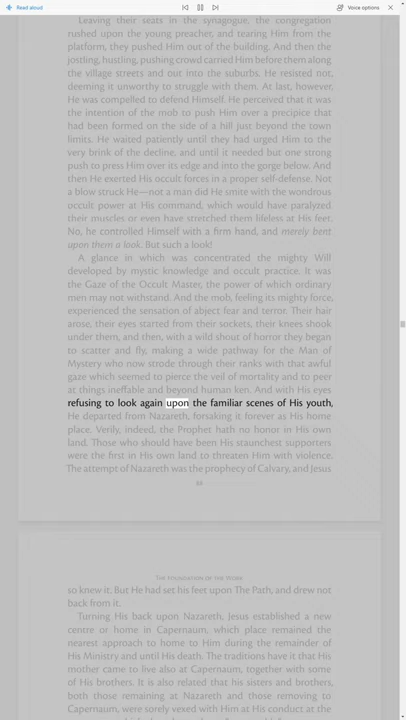 Read aloud
Voice options
Leaving their seats in the synagogue, the congregation
rushed upon the young preacher, and tearing Him from the
platform, they pushed Him out of the building. And then the
jostling, hustling, pushing crowd carried Him before them along
the village streets and out into the suburbs. He resisted not,
deeming it unworthy to struggle with them. At last, however,
He was compelled to defend Himself. He perceived that it was
the intention of the mob to push Him over a precipice that
had been formed on the side of a hill just beyond the town
limits. He waited patiently until they had urged Him to the
very brink of the decline, and until it needed but one strong
push to press Him over its edge and into the gorge below. And
then He exerted His occult forces in a proper self-defense. Not
a blow struck He—not a man did He smite with the wondrous
occult power at His command, which would have paralyzed
their muscles or even have stretched them lifeless at His feet.
No, he controlled Himself with a firm hand, and merely bent
upon them a look. But such a look!
A glance in which was concentrated the mighty Will
developed by mystic knowledge and occult practice. It was
the Gaze of the Occult Master, the power of which ordinary
men may not withstand. And the mob, feeling its mighty force,
experienced the sensation of abject fear and terror. Their hair
arose, their eyes started from their sockets, their knees shook
under them, and then, with a wild shout of horror they began
to scatter and fly, making a wide pathway for the Man of
Mystery who now strode through their ranks with that awful
gaze which seemed to pierce the veil of mortality and to peer
at things ineffable and beyond human ken. And with His eyes
refusing to look again upon the familiar scenes of His youth,
He departed from Nazareth, forsaking it forever as His home
place. Verily, indeed, the Prophet hath no honor in His own
land. Those who should have been His staunchest supporters
were the first in His own land to threaten Him with violence.
The attempt of Nazareth was the prophecy of Calvary, and Jesus
The Foundation of the Work
so knew it. But He had set his feet upon The Path, and drew not
back from it.
Turning His back upon Nazareth, Jesus established a new
centre or home in Capernaum, which place remained the
nearest approach to home to Him during the remainder of
His Ministry and until His death. The traditions have it that His
mother came to live also at Capernaum, together with some
of His brothers. It is also related that his sisters and brothers,
both those remaining at Nazareth and those removing to
Capernaum, were sorely vexed with Him at His conduct at the